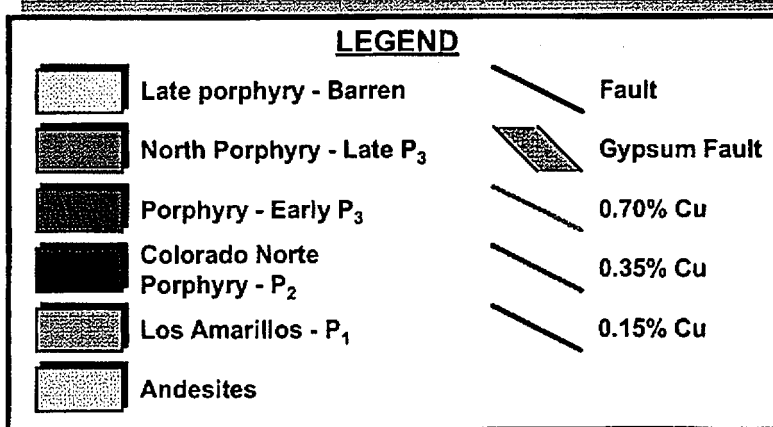 LEGEND
Late porphyry - Barren
North Porphyry - Late P₃
Porphyry - Early P₃
Colorado Norte
Porphyry - P₂
Los Amarillos - P₁
Andesites
Fault
Gypsum Fault
0.70% Cu
0.35% Cu
0.15% Cu